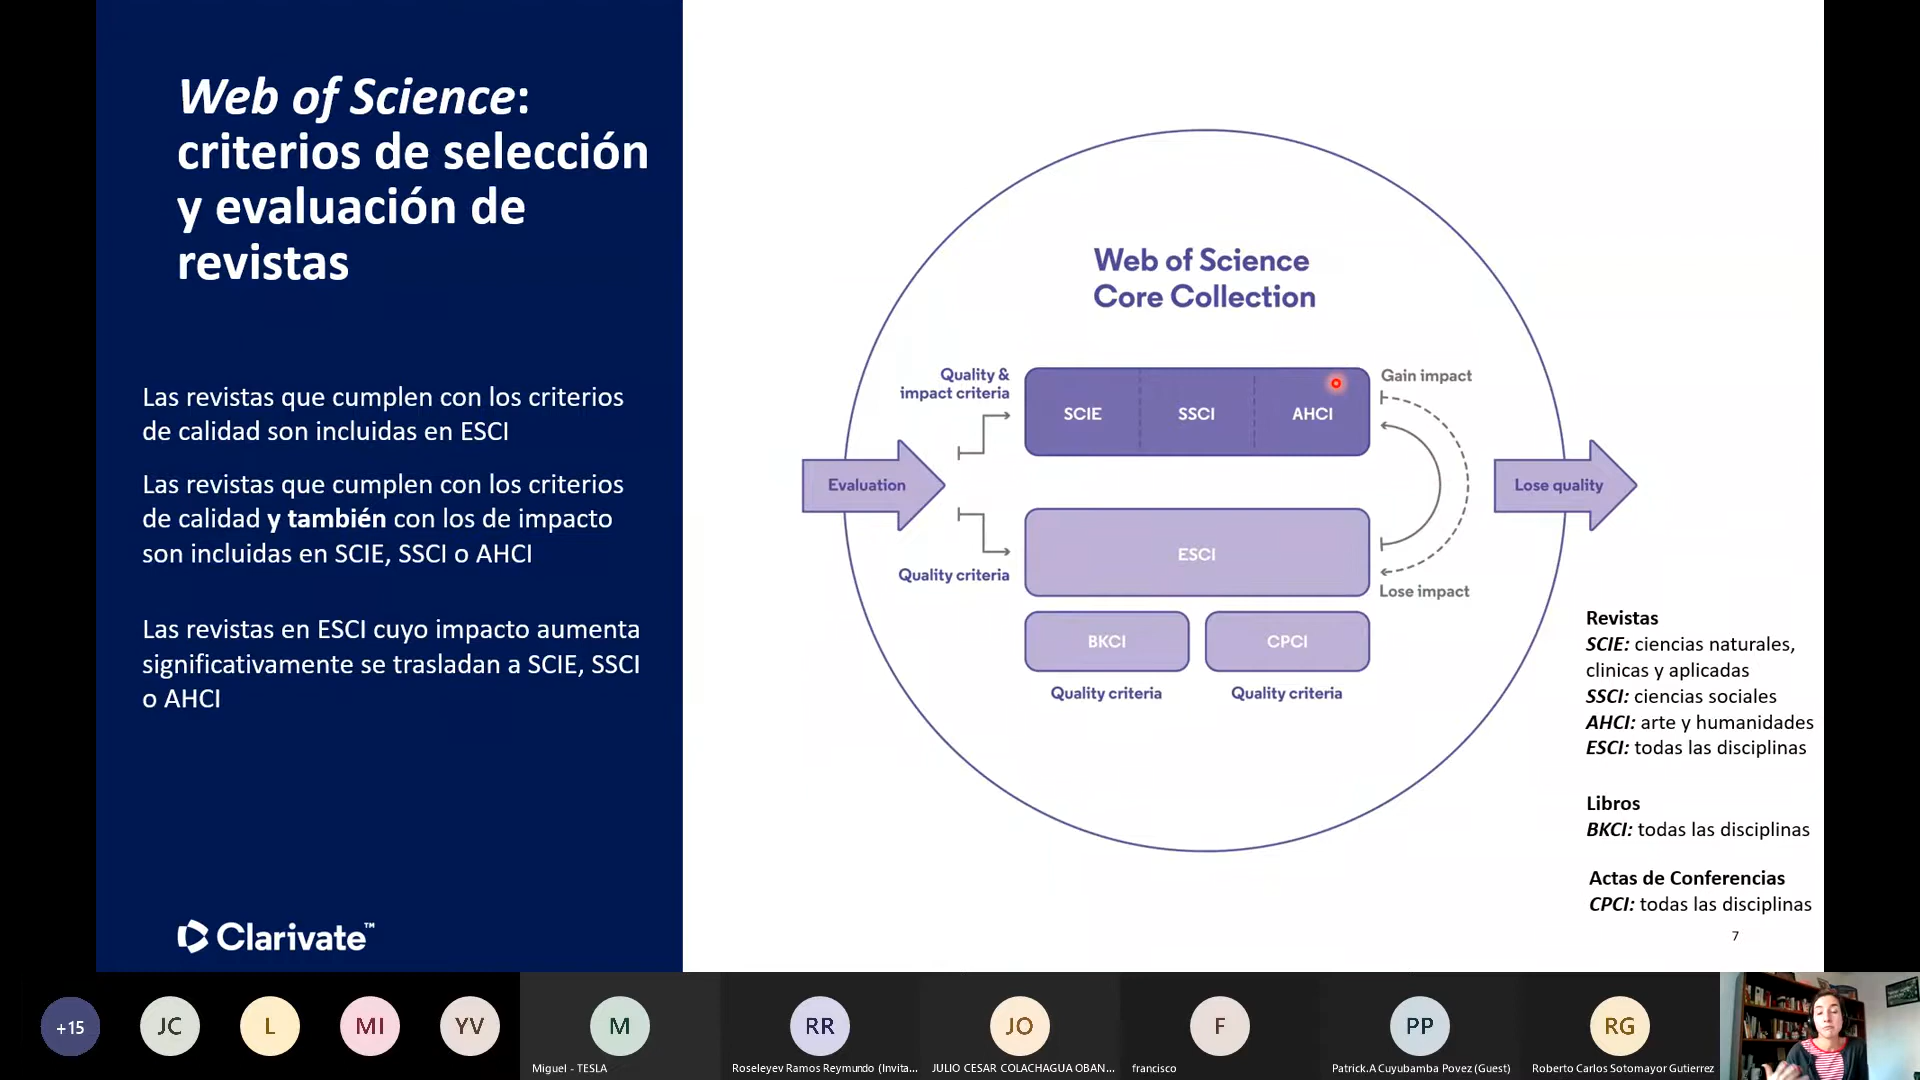 Web of Science:
criterios de selección
y evaluación de
revistas
Las revistas que cumplen con los criterios
de calidad son incluidas en ESCI
Las revistas que cumplen con los criterios
de calidad y también con los de impacto
son incluidas en SCIE, SSCI o AHCI
Las revistas en ESCI cuyo impacto aumenta
significativamente se trasladan a SCIE, SSCI
o AHCI
Clarivate™
Web of Science
Core Collection
Quality &
impact criteria
SCIE
SSCI
AHCI
Gain impact
Evaluation
Lose quality
ESCI
Quality criteria
Lose impact
BKCI
CPCI
Quality criteria
Quality criteria
Revistas
SCIE: ciencias naturales,
clinicas y aplicadas
SSCI: ciencias sociales
AHCI: arte y humanidades
ESCI: todas las disciplinas
Libros
BKCI: todas las disciplinas
Actas de Conferencias
CPCI: todas las disciplinas
7
+15
JC
L
MI
YV
M
RR
JO
F
PP
RG
Miguel - TESLA
Roseleyev Ramos Reymundo (Invita...
JULIO CESAR COLACHAGUA OBAN...
francisco
Patrick.A Cuyubamba Povez (Guest)
Roberto Carlos Sotomayor Gutierrez